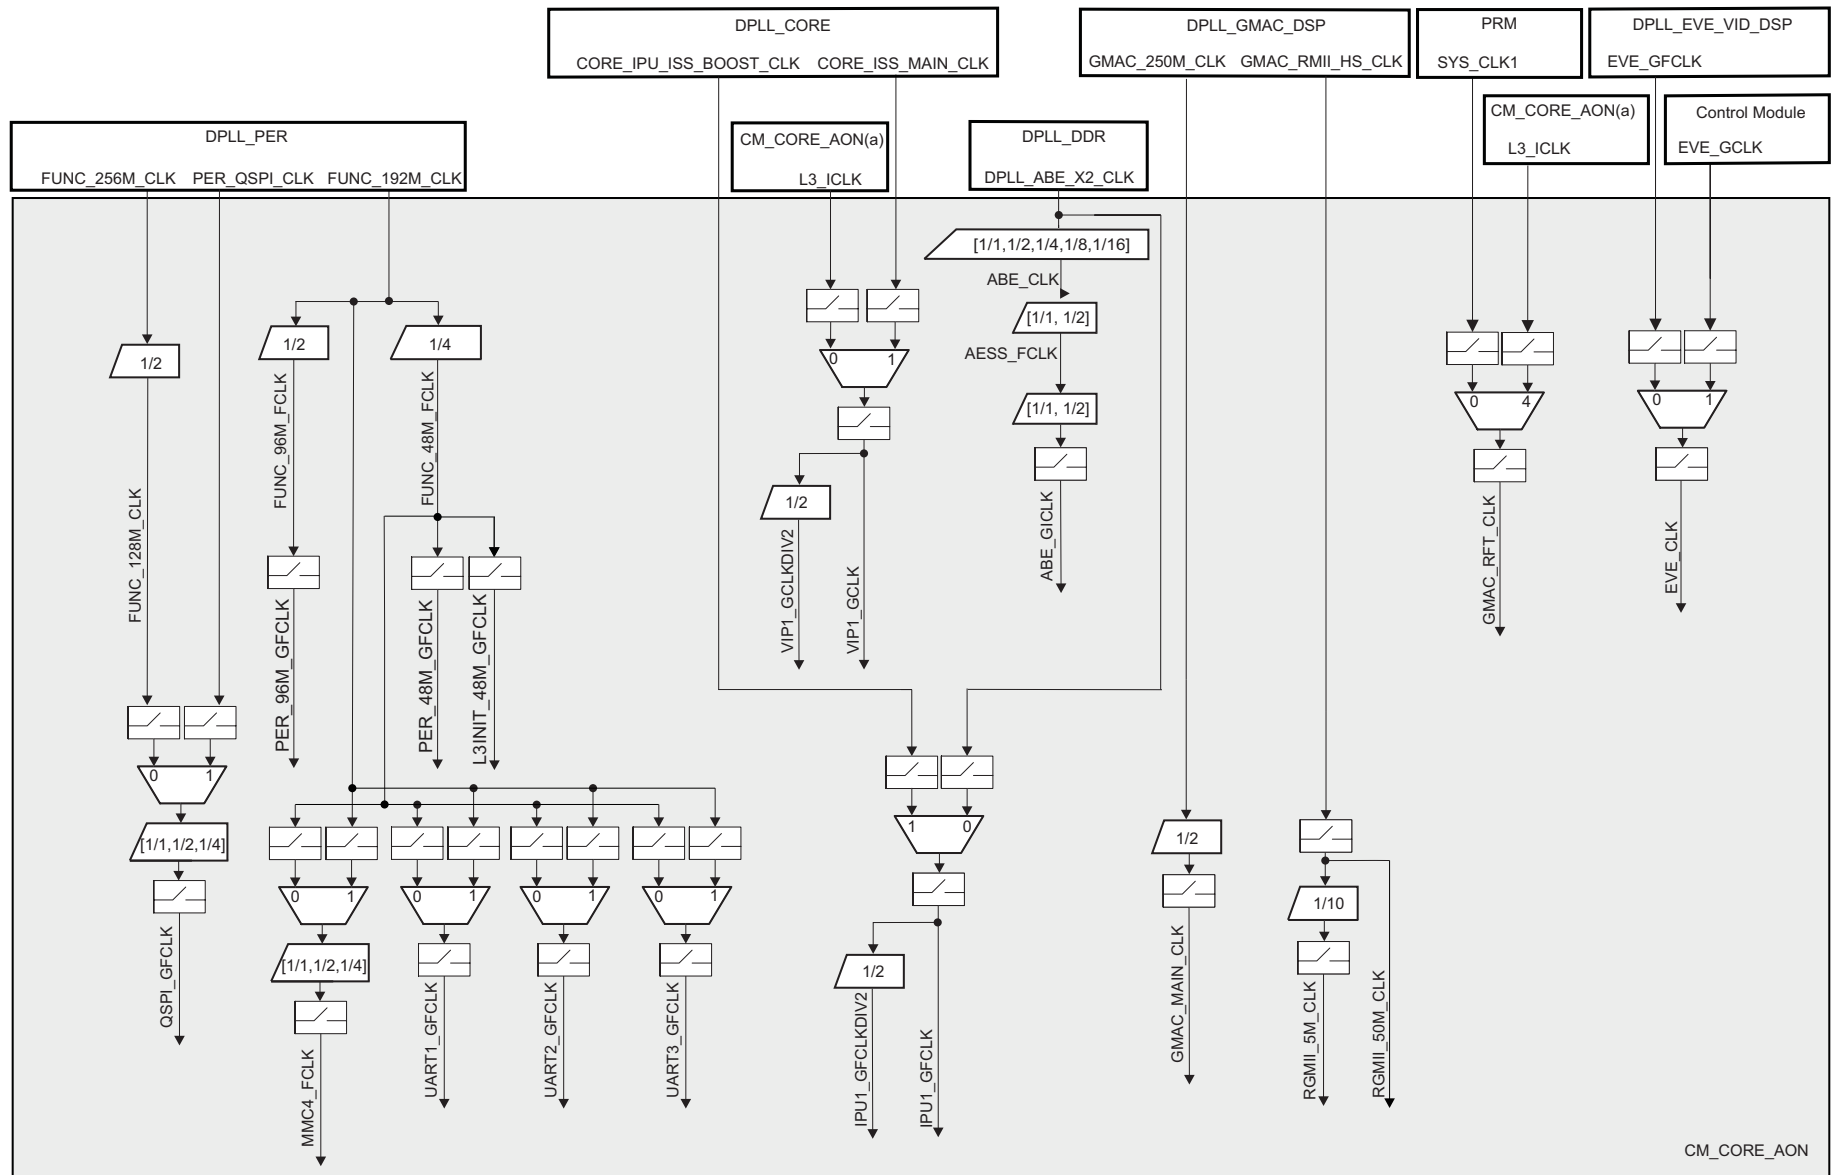 DPLL_CORE
CORE_IPU_ISS_BOOST_CLK CORE_ISS_MAIN_CLK
DPLL_GMAC_DSP
GMAC_250M_CLK GMAC_RMII_HS_CLK
PRM
SYS_CLK1
DPLL_EVE_VID_DSP
EVE_GFCLK
CM_CORE_AON(a)
L3_ICLK
Control Module
EVE_GCLK
DPLL_PER
FUNC_256M_CLK PER_QSPI_CLK FUNC_192M_CLK
CM_CORE_AON(a)
L3_ICLK
DPLL_DDR
DPLL_ABE_X2_CLK
[1/1,1/2,1/4,1/8,1/16]
ABE_CLK
[1/1, 1/2]
AESS_FCLK
[1/1, 1/2]
ABE_GICLK
1/2
1/2
1/4
FUNC_128M_CLK
FUNC_96M_FCLK
FUNC_48M_FCLK
PER_96M_GFCLK
PER_48M_GFCLK
L3INIT_48M_GFCLK
0 1
1/2
VIP1_GCLKDIV2
VIP1_GCLK
0 4
GMAC_RFT_CLK
0 1
EVE_CLK
0 1
[1/1,1/2,1/4]
QSPI_GFCLK
0 1
0 1
0 1
0 1
[1/1,1/2,1/4]
MMC4_FCLK
UART1_GFCLK
UART2_GFCLK
UART3_GFCLK
1 0
1/2
IPU1_GFCLKDIV2
IPU1_GFCLK
1/2
GMAC_MAIN_CLK
1/10
RGMII_5M_CLK
RGMII_50M_CLK
CM_CORE_AON